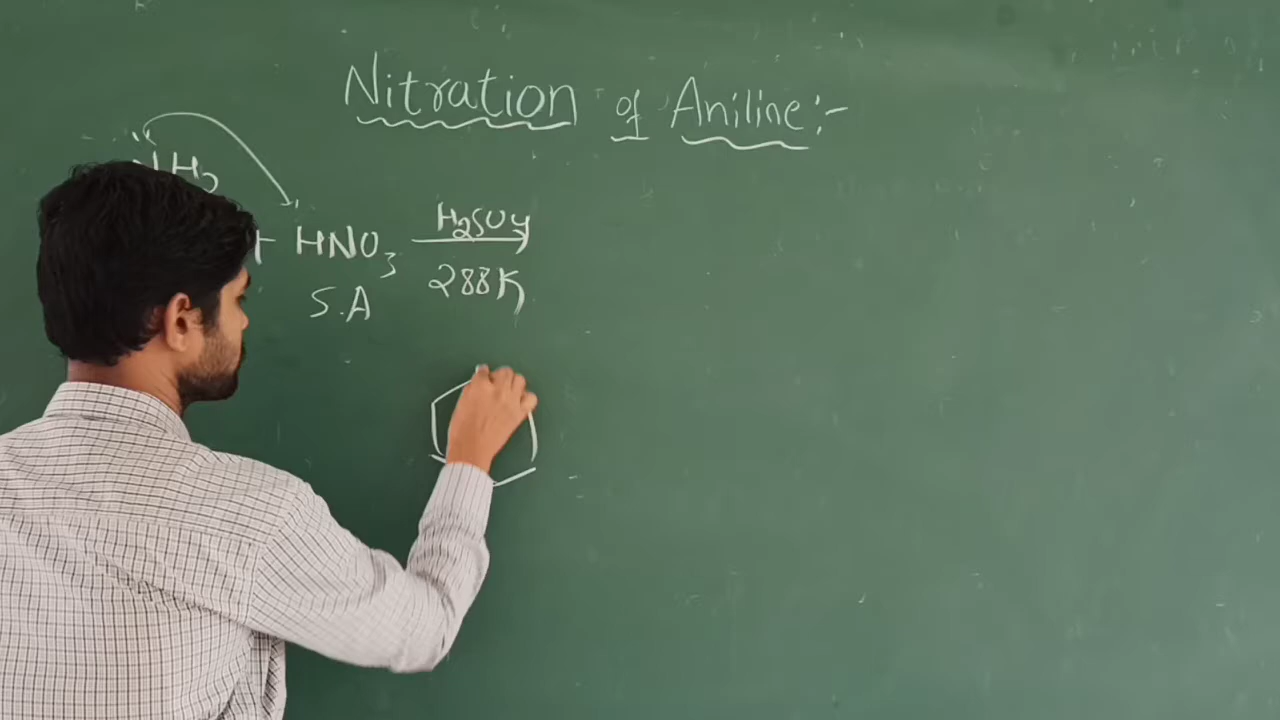 Nitration of Aniline:-
NH2
+ HNO3 H2SO4
S.A 288K